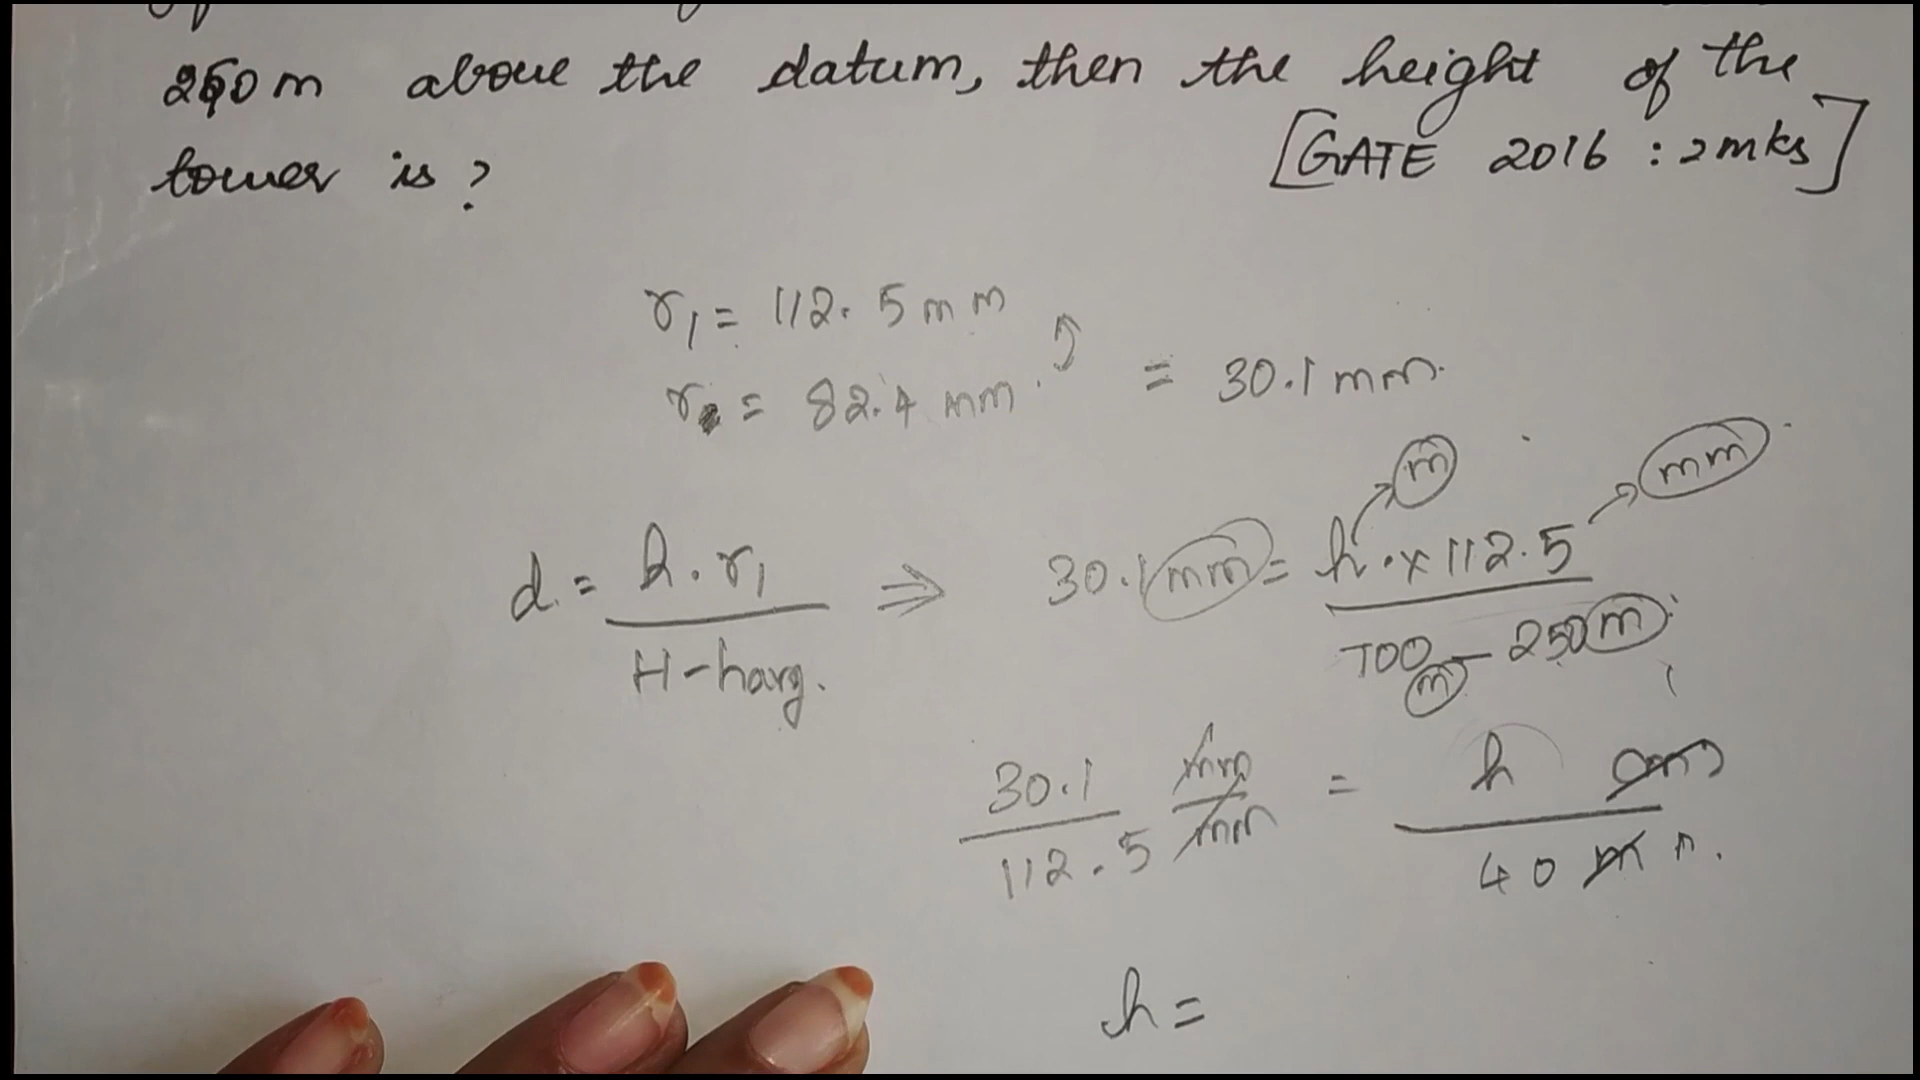 250 m above the datum, then the height of the
tower is ? [GATE 2016 : 2mks]
r1 = 112.5 mm
r2 = 82.4 mm. = 30.1 mm.
m mm
d = h. r1 ⇒ 30.1 mm = h. x 112.5
H-havg. 700 m - 250 m
30.1 mm = h m
112.5 mm 40 m
h =